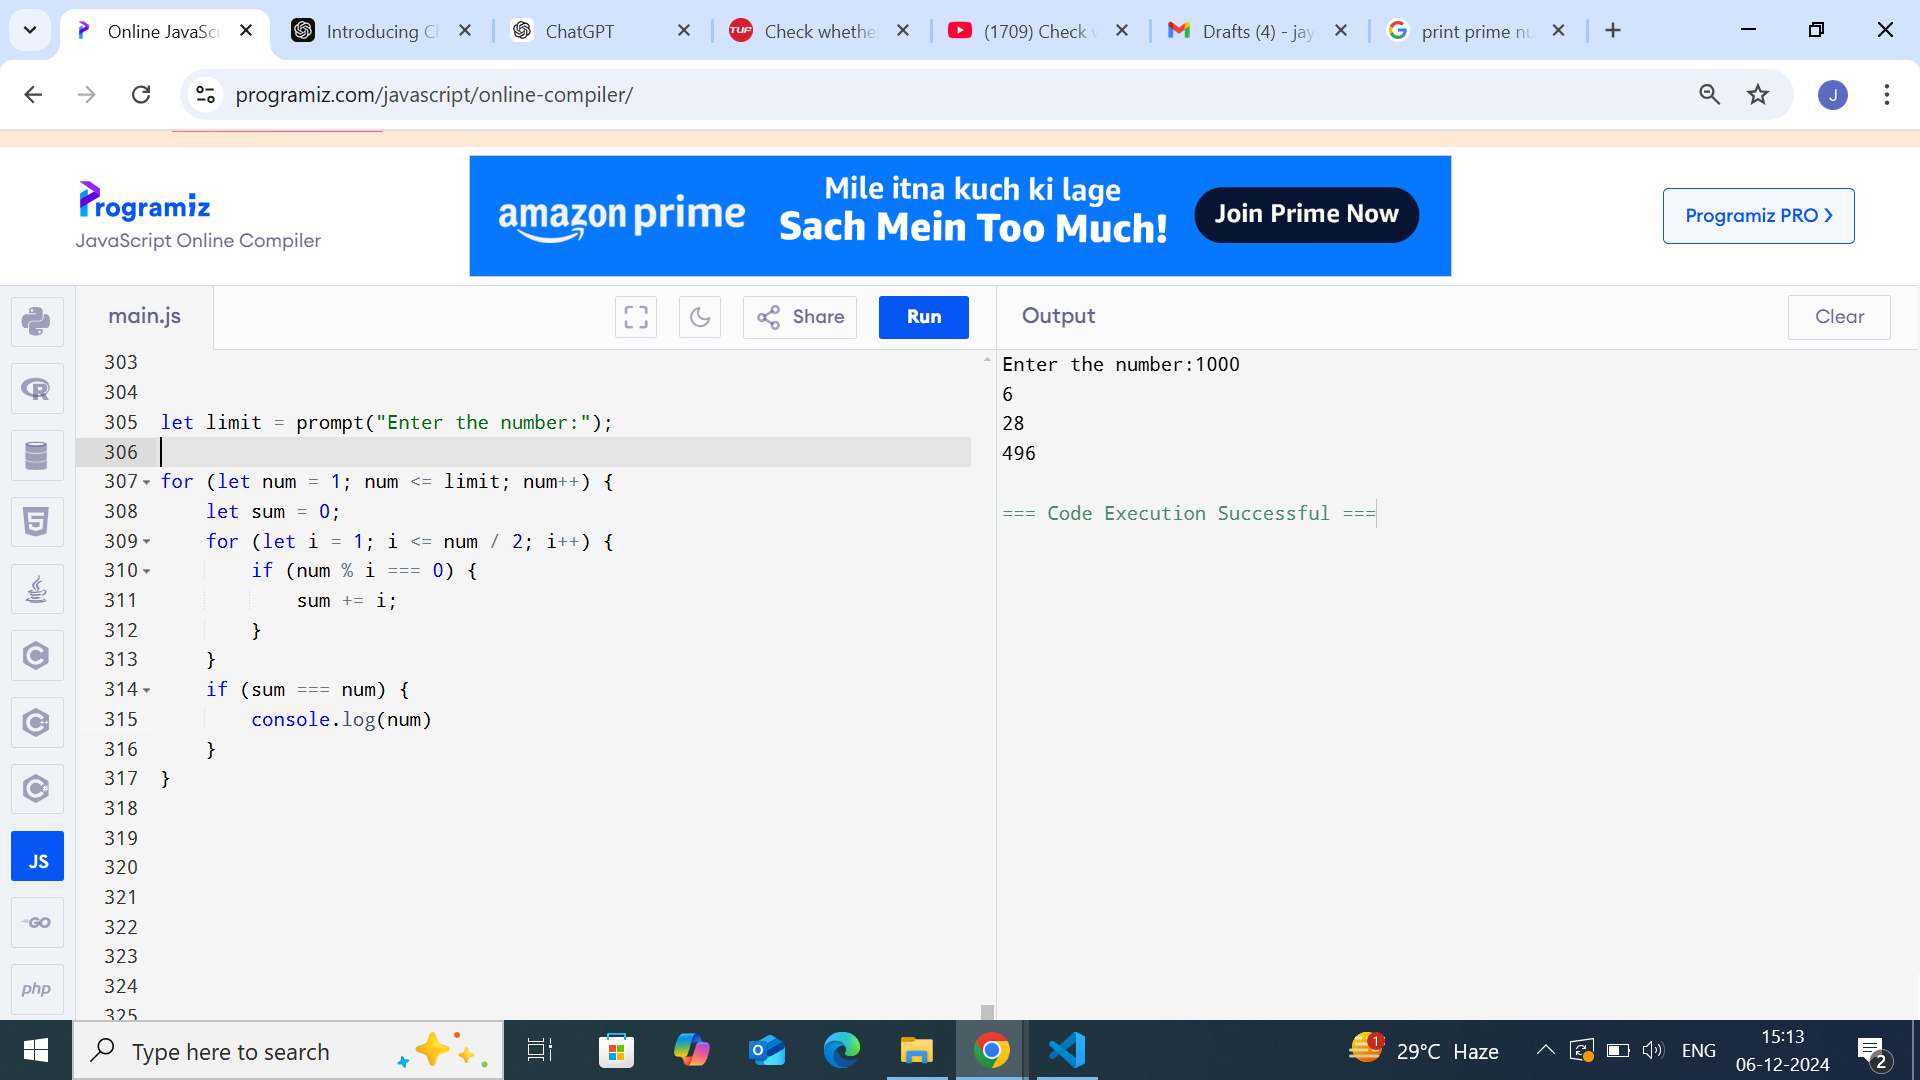 Online JavaScr
Introducing Ch
ChatGPT
TUF
Check whethe
(1709) Check w
Drafts (4) - jay
print prime nu
programiz.com/javascript/online-compiler/
J
Programiz
JavaScript Online Compiler
amazon prime
Mile itna kuch ki lage
Sach Mein Too Much!
Join Prime Now
Programiz PRO
main.js
Share
Run
Output
Clear
303
304
305 let limit = prompt("Enter the number:");
306
307 for (let num = 1; num <= limit; num++) {
308 let sum = 0;
309 for (let i = 1; i <= num / 2; i++) {
310 if (num % i === 0) {
311 sum += i;
312 }
313 }
314 if (sum === num) {
315 console.log(num)
316 }
317 }
318
319
320
321
322
323
324
325
Enter the number:1000
6
28
496
=== Code Execution Successful ===
R
5
C
C++
C#
JS
GO
php
Type here to search
1
29°C Haze
ENG
15:13
06-12-2024
2